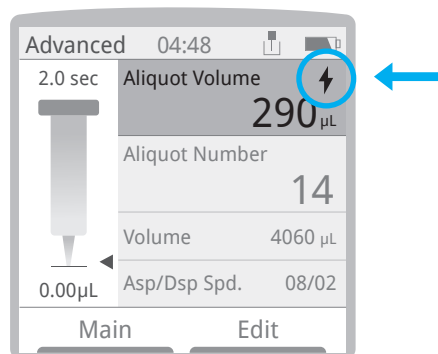 Advanced 04:48
2.0 sec Aliquot Volume
290 µL
Aliquot Number
14
Volume 4060 µL
0.00µL Asp/Dsp Spd. 08/02
Main Edit